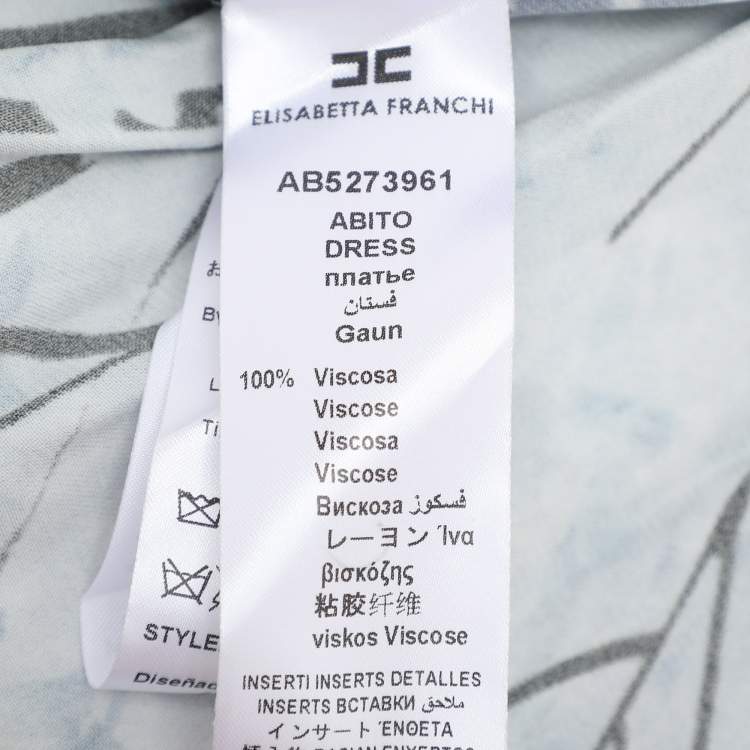 ELISABETTA FRANCHI
AB5273961
ABITO
DRESS
платье
فستان
Gaun
100% Viscosa
Viscose
Viscosa
Viscose
Вискоза فسكوز
レーヨン Ίνα
βισκόζης
粘胶纤维
viskos Viscose
INSERTI INSERTS DETALLES
INSERTS ВСТАВКИ ملاحق
インサート ΈΝΘΕΤΑ
STYLE